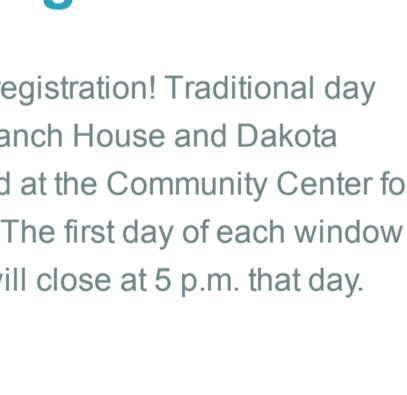 egistration! Traditional day
anch House and Dakota
d at the Community Center fo
The first day of each window
ill close at 5 p.m. that day.